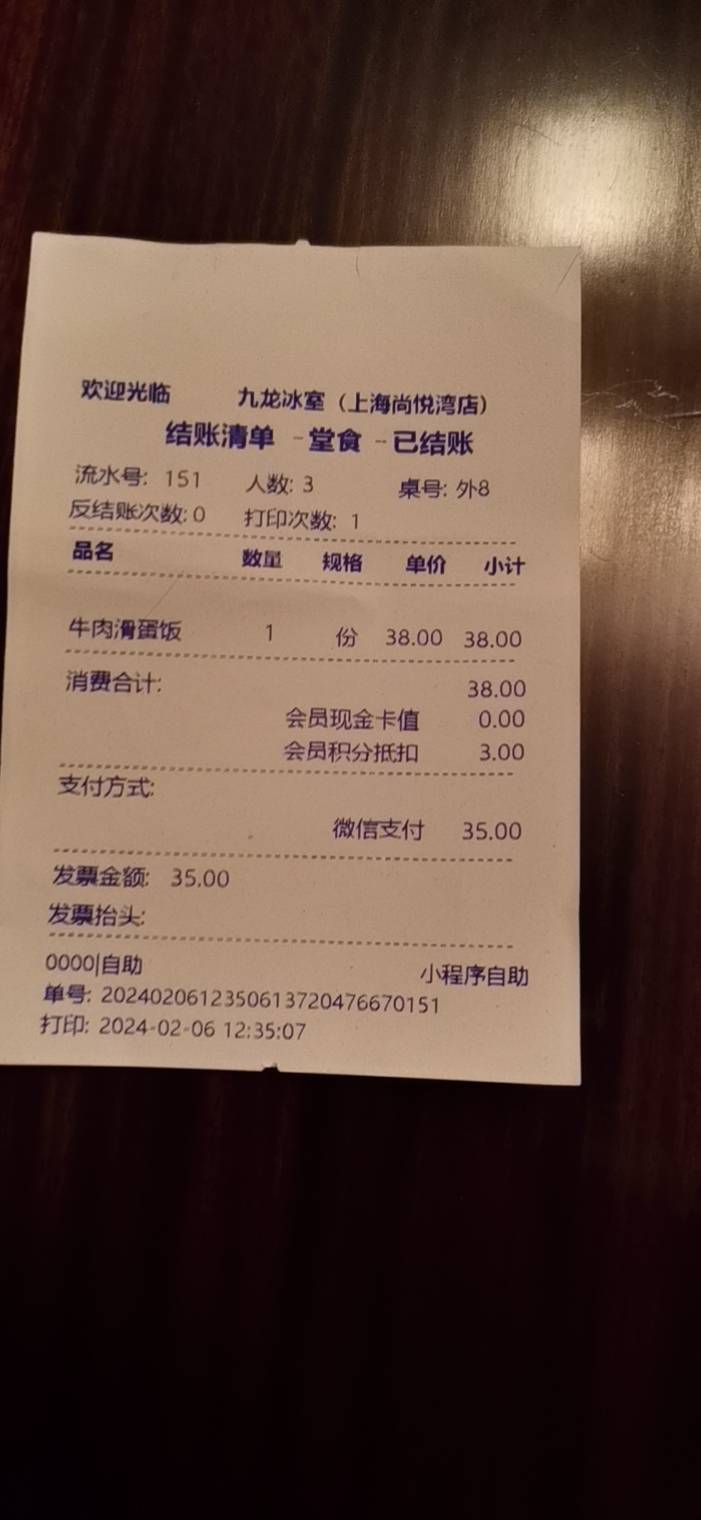 欢迎光临 九龙冰室（上海尚悦湾店）
结账清单 -堂食 -已结账
流水号: 151 人数: 3 桌号: 外8
反结账次数: 0 打印次数: 1
品名 数量 规格 单价 小计
牛肉滑蛋饭 1 份 38.00 38.00
消费合计: 38.00
会员现金卡值 0.00
会员积分抵扣 3.00
支付方式:
微信支付 35.00
发票金额: 35.00
发票抬头:
0000|自助 小程序自助
单号: 2024020612350613720476670151
打印: 2024-02-06 12:35:07